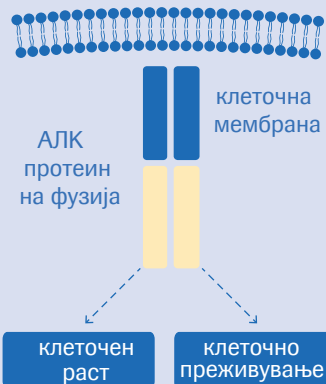 клеточна
мембрана
АЛК
протеин
на фузија
клеточен
раст
клеточно
преживување